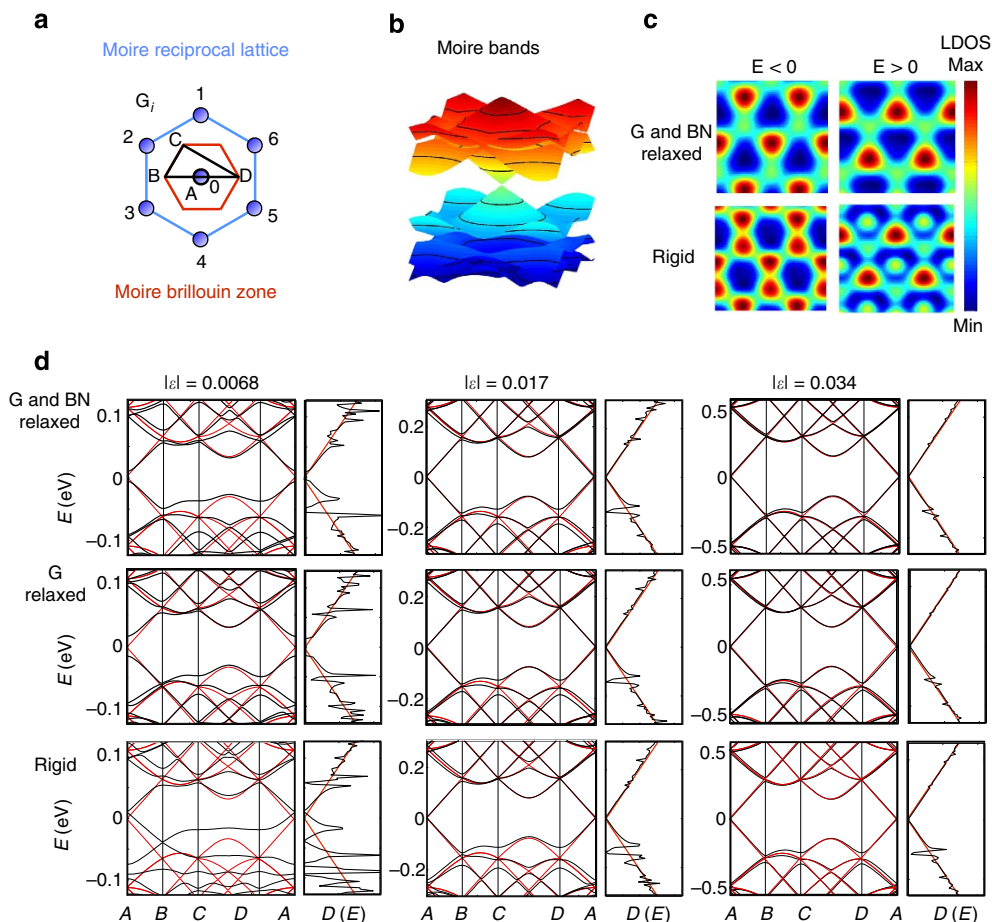 a
Moire reciprocal lattice
G_i
1
2
6
C
B
D
A
0
3
5
4
Moire brillouin zone
b
Moire bands
c
LDOS
Max
E < 0
E > 0
G and BN
relaxed
Rigid
Min
d
|ε| = 0.0068
|ε| = 0.017
|ε| = 0.034
G and BN
relaxed
E (eV)
0.1
0
−0.1
0.2
0
−0.2
0.5
0
−0.5
G
relaxed
E (eV)
0.1
0
−0.1
0.2
0
−0.2
0.5
0
−0.5
Rigid
E (eV)
0.1
0
−0.1
0.2
0
−0.2
0.5
0
−0.5
A B C D A D (E)
A B C D A D (E)
A B C D A D (E)